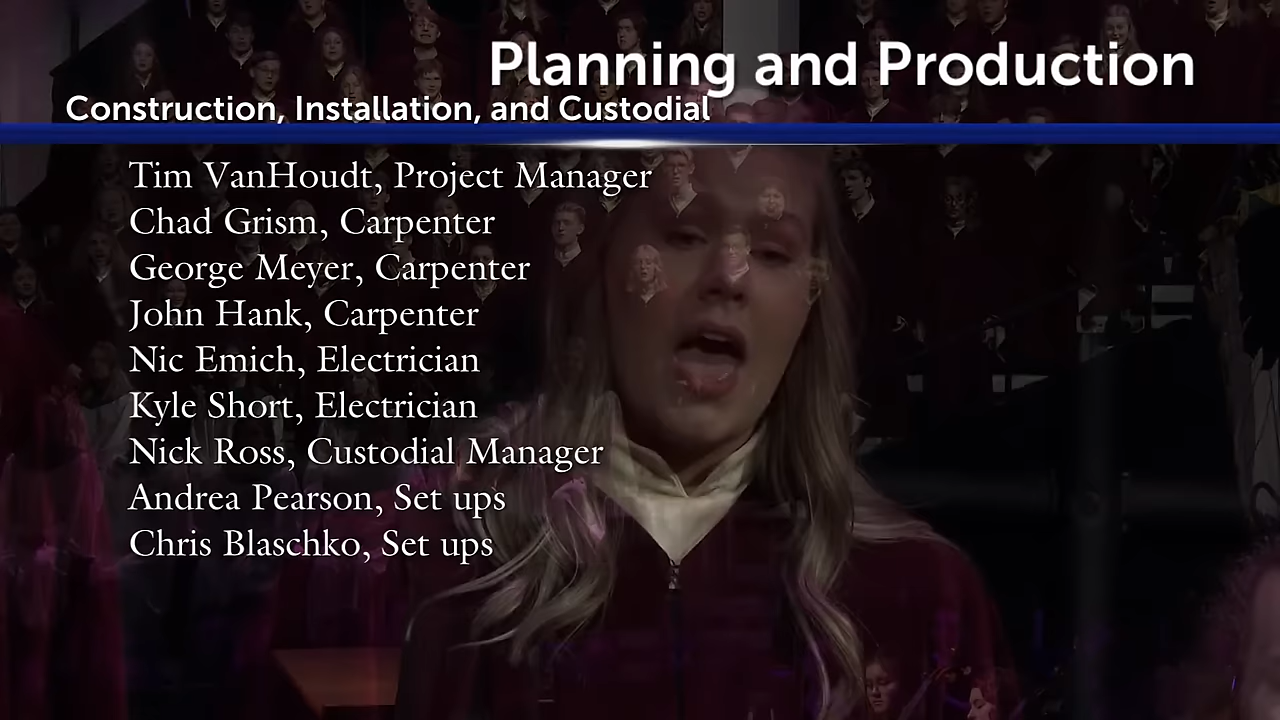 Planning and Production
Construction, Installation, and Custodial
Tim VanHoudt, Project Manager
Chad Grism, Carpenter
George Meyer, Carpenter
John Hank, Carpenter
Nic Emich, Electrician
Kyle Short, Electrician
Nick Ross, Custodial Manager
Andrea Pearson, Set ups
Chris Blaschko, Set ups